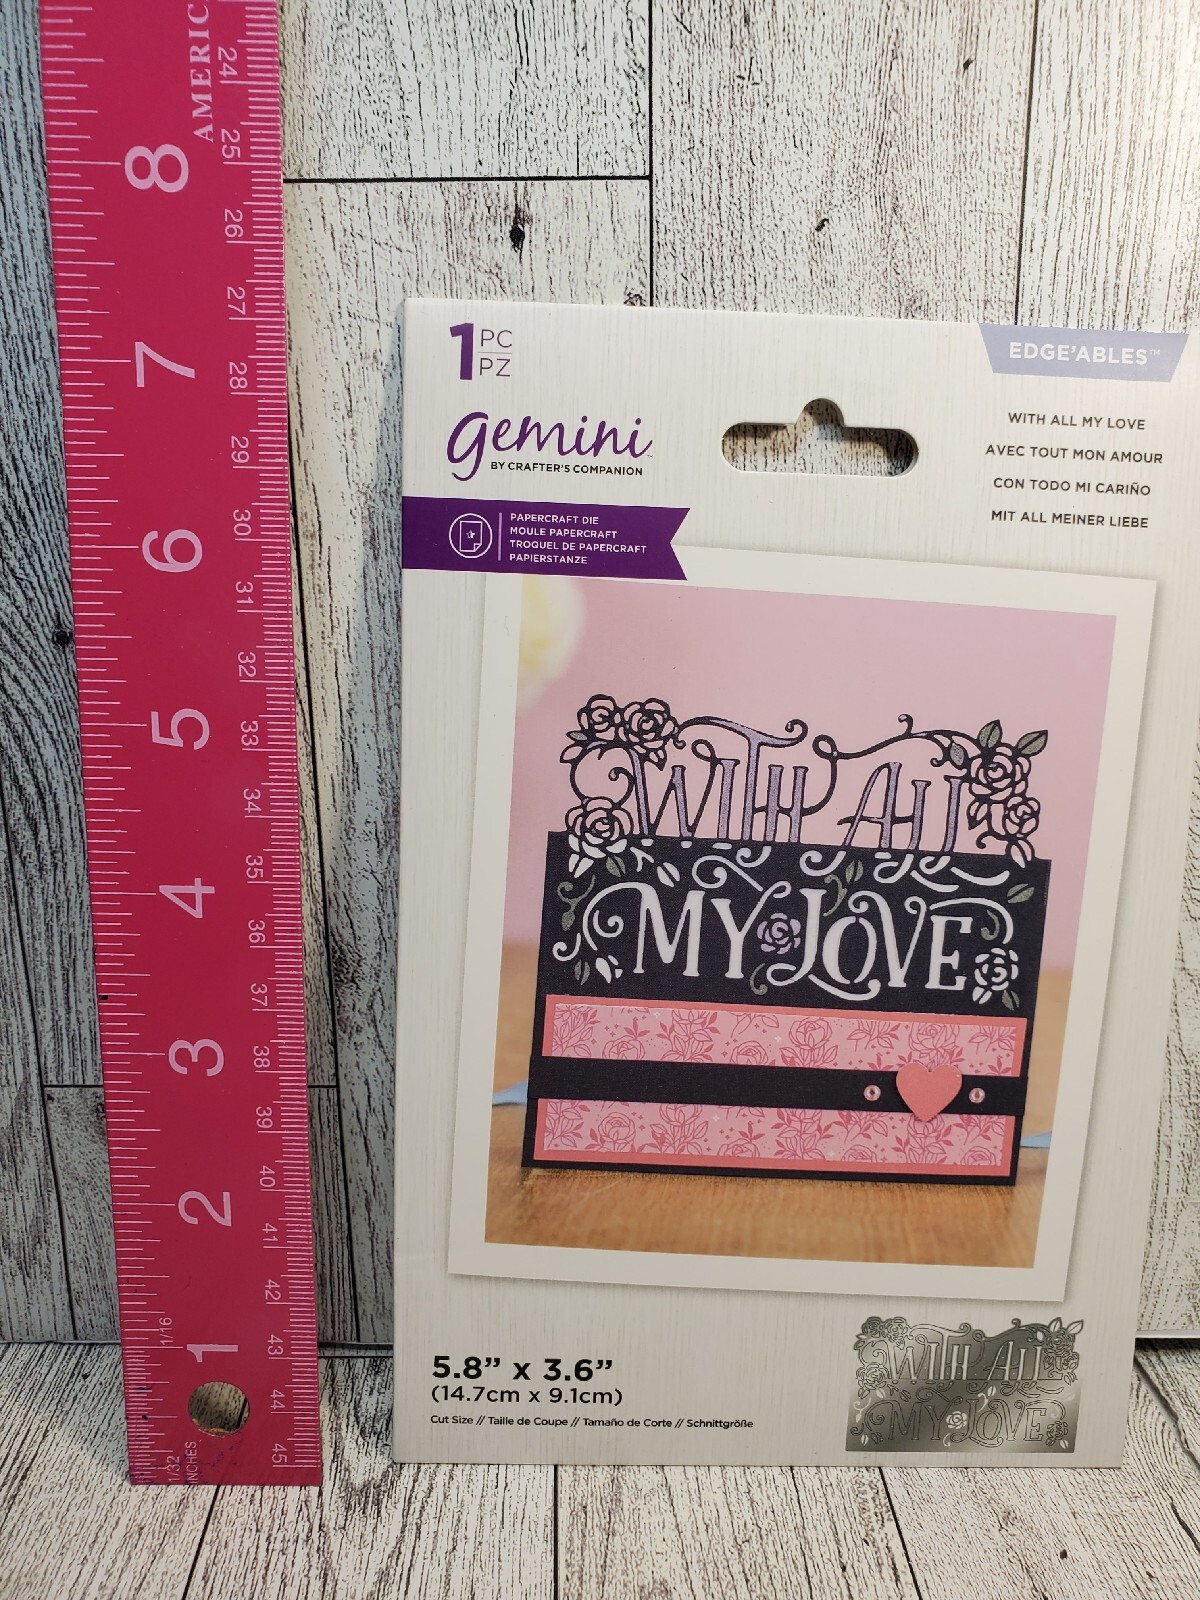 AMERIC
24
25
26
27
28
29
30
31
32
33
34
35
36
37
38
39
40
41
42
43
44
45
8
7
6
5
4
3
2
1
1/16
1/32
INCHES
1 PC
PZ
gemini™
BY CRAFTER'S COMPANION
PAPERCRAFT DIE
MOULE PAPERCRAFT
TROQUEL DE PAPERCRAFT
PAPIERSTANZE
EDGE'ABLES™
WITH ALL MY LOVE
AVEC TOUT MON AMOUR
CON TODO MI CARIÑO
MIT ALL MEINER LIEBE
WITH ALL
MY LOVE
5.8" x 3.6"
(14.7cm x 9.1cm)
Cut Size // Taille de Coupe // Tamaño de Corte // Schnittgröße
WITH ALL
MY LOVE